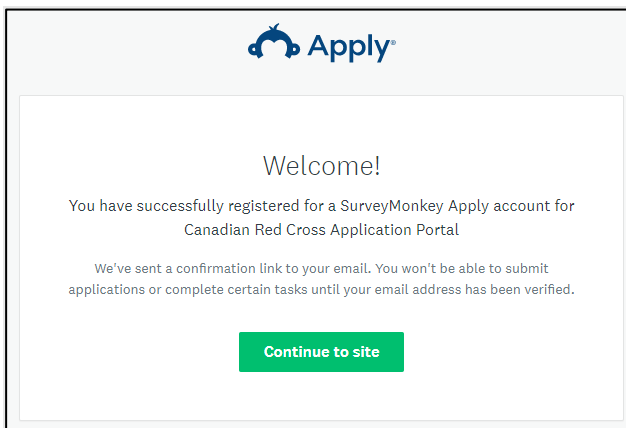 Apply®
Welcome!
You have successfully registered for a SurveyMonkey Apply account for
Canadian Red Cross Application Portal
We've sent a confirmation link to your email. You won't be able to submit
applications or complete certain tasks until your email address has been verified.
Continue to site